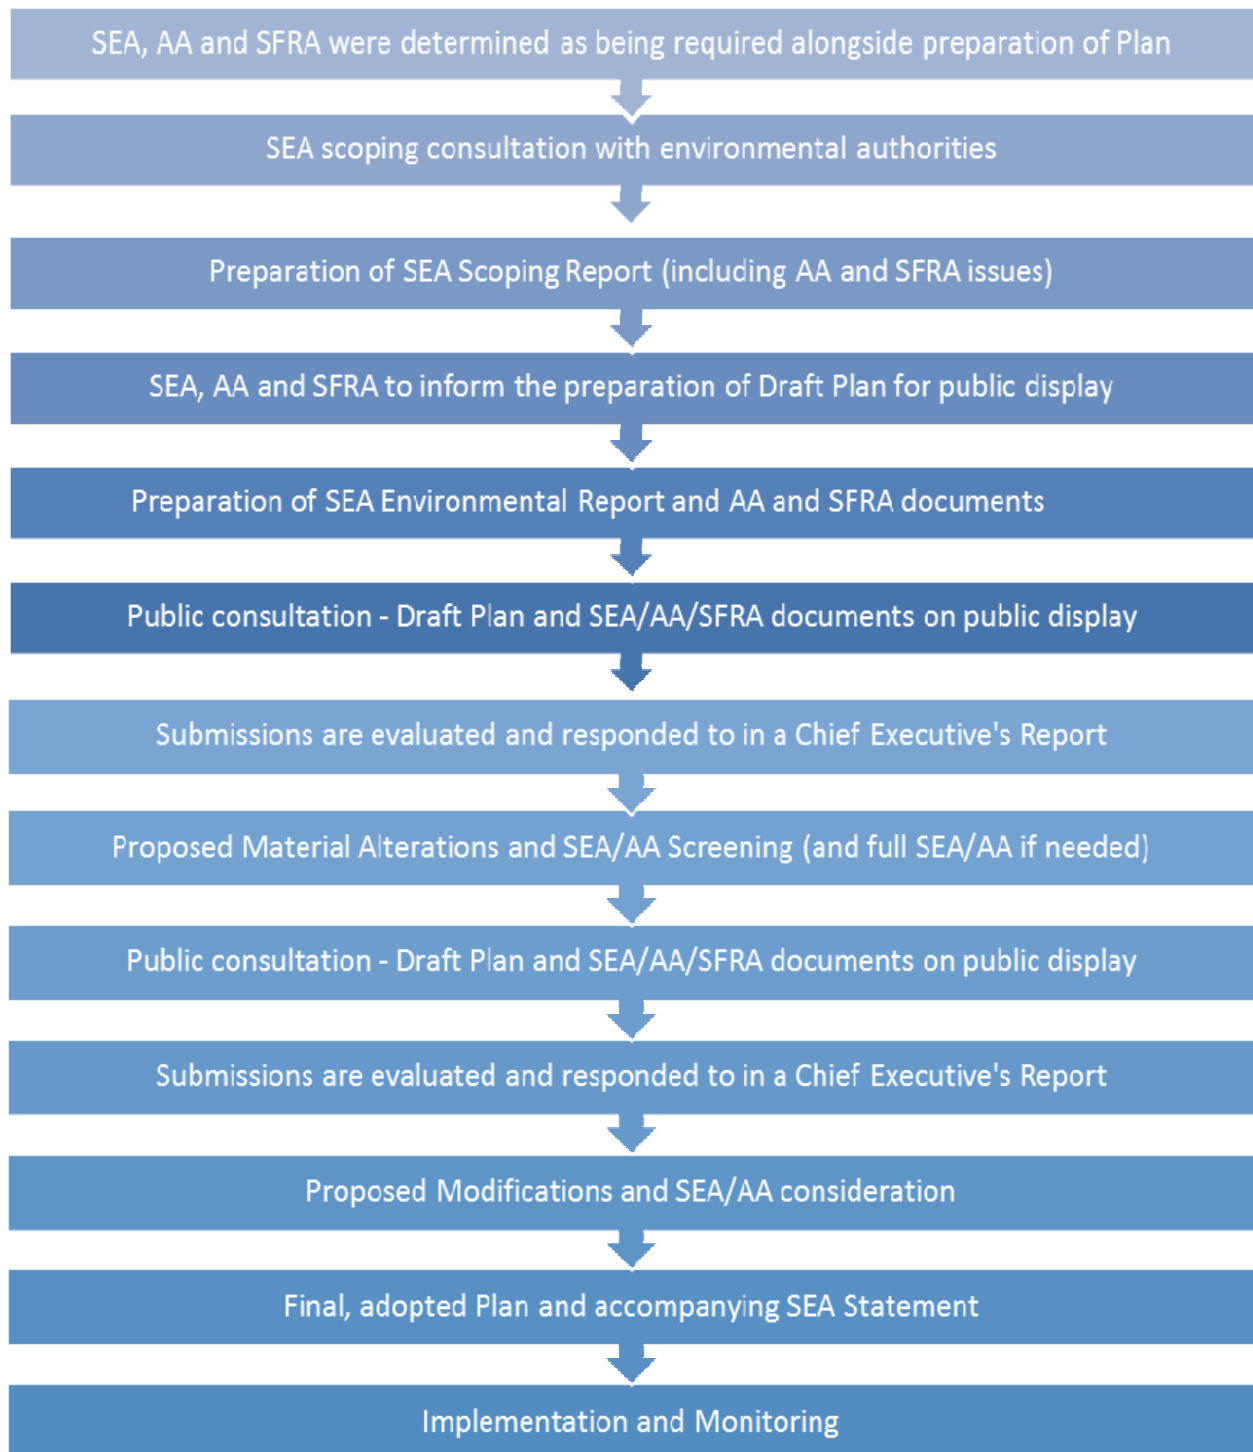 SEA, AA and SFRA were determined as being required alongside preparation of Plan
SEA scoping consultation with environmental authorities
Preparation of SEA Scoping Report (including AA and SFRA issues)
SEA, AA and SFRA to inform the preparation of Draft Plan for public display
Preparation of SEA Environmental Report and AA and SFRA documents
Public consultation - Draft Plan and SEA/AA/SFRA documents on public display
Submissions are evaluated and responded to in a Chief Executive's Report
Proposed Material Alterations and SEA/AA Screening (and full SEA/AA if needed)
Public consultation - Draft Plan and SEA/AA/SFRA documents on public display
Submissions are evaluated and responded to in a Chief Executive's Report
Proposed Modifications and SEA/AA consideration
Final, adopted Plan and accompanying SEA Statement
Implementation and Monitoring